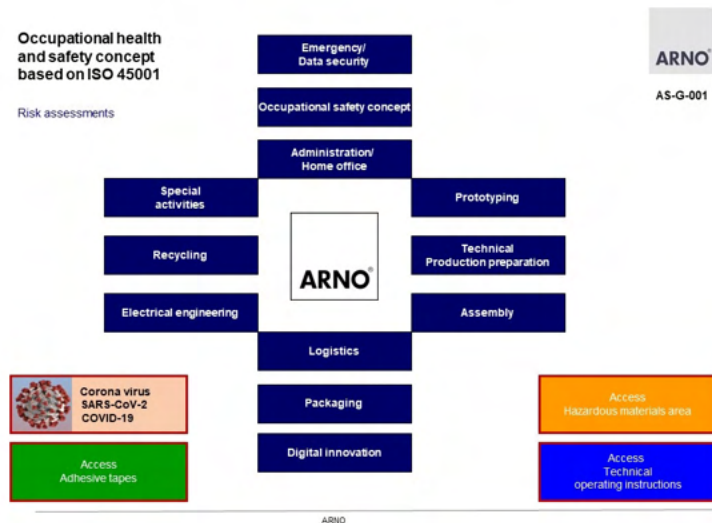 Occupational health
and safety concept
based on ISO 45001
Risk assessments
ARNO®
AS-G-001
Emergency/
Data security
Occupational safety concept
Administration/
Home office
Special
activities
Prototyping
Recycling
ARNO®
Technical
Production preparation
Electrical engineering
Assembly
Logistics
Packaging
Digital innovation
Corona virus
SARS-CoV-2
COVID-19
Access
Adhesive tapes
Access
Hazardous materials area
Access
Technical
operating instructions
ARNO